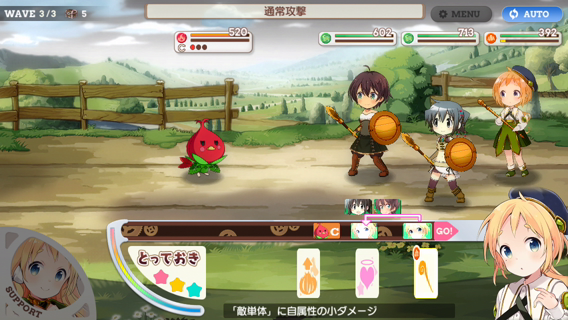 WAVE 3/3
5
通常攻撃
MENU
AUTO
520
C
602
713
392
C
GO!
とっておき
SUPPORT
「敵単体」に自属性の小ダメージ